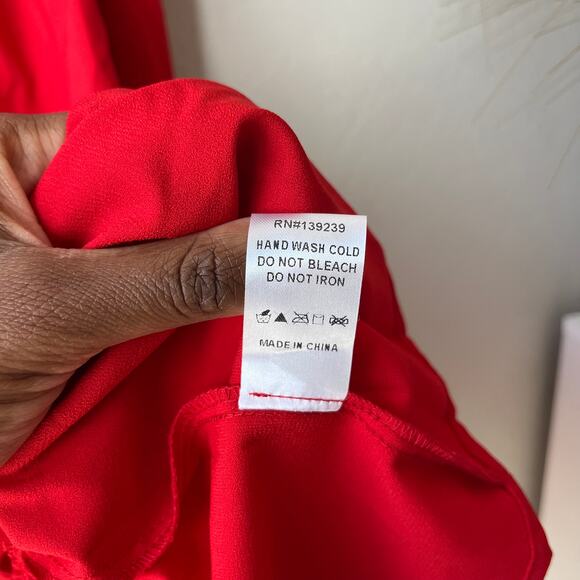 RN#139239
HAND WASH COLD
DO NOT BLEACH
DO NOT IRON
MADE IN CHINA